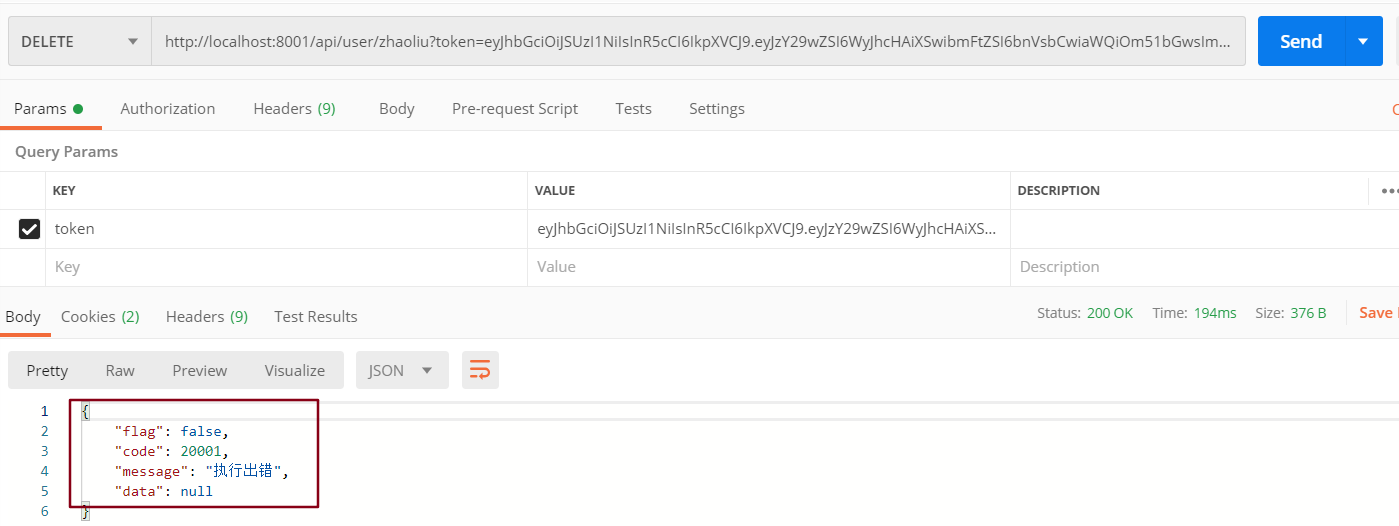 DELETE http://localhost:8001/api/user/zhaoliu?token=eyJhbGciOiJSUzI1NiIsInR5cCI6IkpXVCJ9.eyJzY29wZSI6WyJhcHAiXSwibmFtZSI6bnVsbCwiaWQiOm51bGwsIm... Send
Params Authorization Headers (9) Body Pre-request Script Tests Settings
Query Params
KEY VALUE DESCRIPTION
token eyJhbGciOiJSUzI1NiIsInR5cCI6IkpXVCJ9.eyJzY29wZSI6WyJhcHAiXS...
Key Value Description
Body Cookies (2) Headers (9) Test Results Status: 200 OK Time: 194ms Size: 376 B Save
Pretty Raw Preview Visualize JSON
1 {
2 "flag": false,
3 "code": 20001,
4 "message": "执行出错",
5 "data": null
6 }